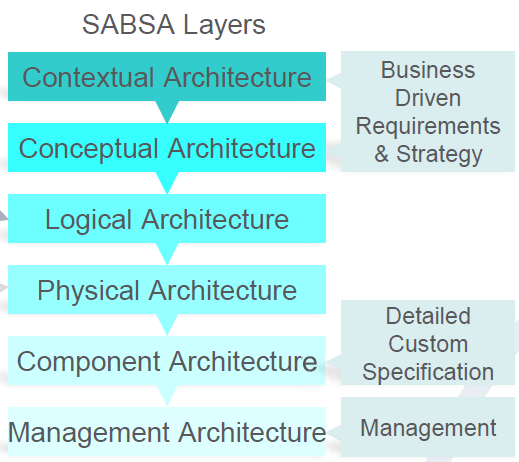 SABSA Layers
Contextual Architecture
Business
Driven
Requirements
& Strategy
Conceptual Architecture
Logical Architecture
Physical Architecture
Component Architecture
Detailed
Custom
Specification
Management Architecture
Management